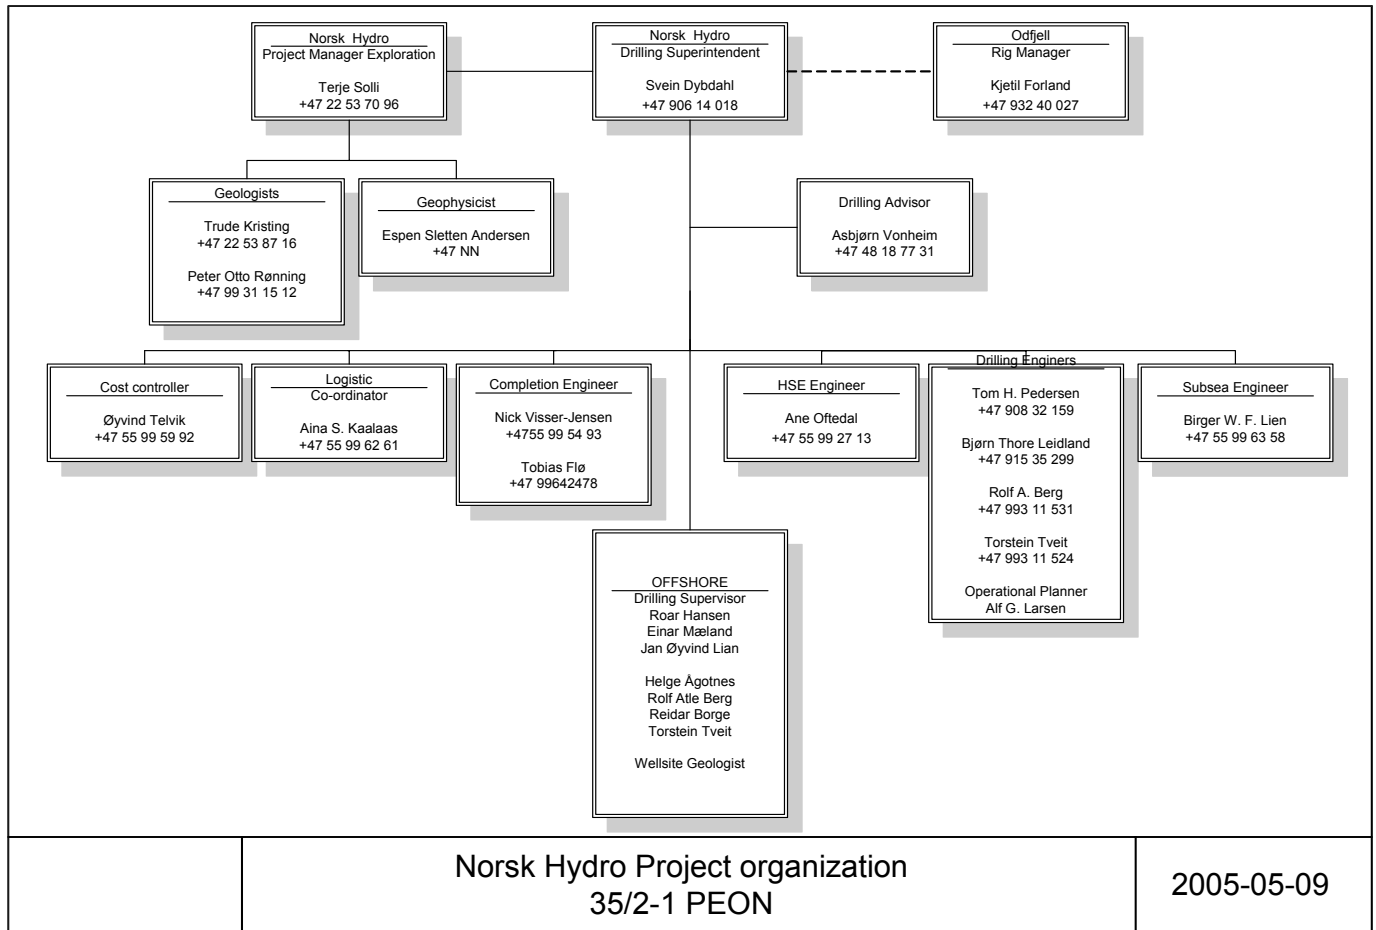 Norsk Hydro
Project Manager Exploration
Terje Solli
+47 22 53 70 96
Norsk Hydro
Drilling Superintendent
Svein Dybdahl
+47 906 14 018
Odfjell
Rig Manager
Kjetil Forland
+47 932 40 027
Geologists
Trude Kristing
+47 22 53 87 16
Peter Otto Rønning
+47 99 31 15 12
Geophysicist
Espen Sletten Andersen
+47 NN
Drilling Advisor
Asbjørn Vonheim
+47 48 18 77 31
Cost controller
Øyvind Telvik
+47 55 99 59 92
Logistic
Co-ordinator
Aina S. Kaalaas
+47 55 99 62 61
Completion Engineer
Nick Visser-Jensen
+4755 99 54 93
Tobias Flø
+47 99642478
HSE Engineer
Ane Oftedal
+47 55 99 27 13
Drilling Enginers
Tom H. Pedersen
+47 908 32 159
Bjørn Thore Leidland
+47 915 35 299
Rolf A. Berg
+47 993 11 531
Torstein Tveit
+47 993 11 524
Operational Planner
Alf G. Larsen
Subsea Engineer
Birger W. F. Lien
+47 55 99 63 58
OFFSHORE
Drilling Supervisor
Roar Hansen
Einar Mæland
Jan Øyvind Lian
Helge Ågotnes
Rolf Atle Berg
Reidar Borge
Torstein Tveit
Wellsite Geologist
Norsk Hydro Project organization
35/2-1 PEON
2005-05-09